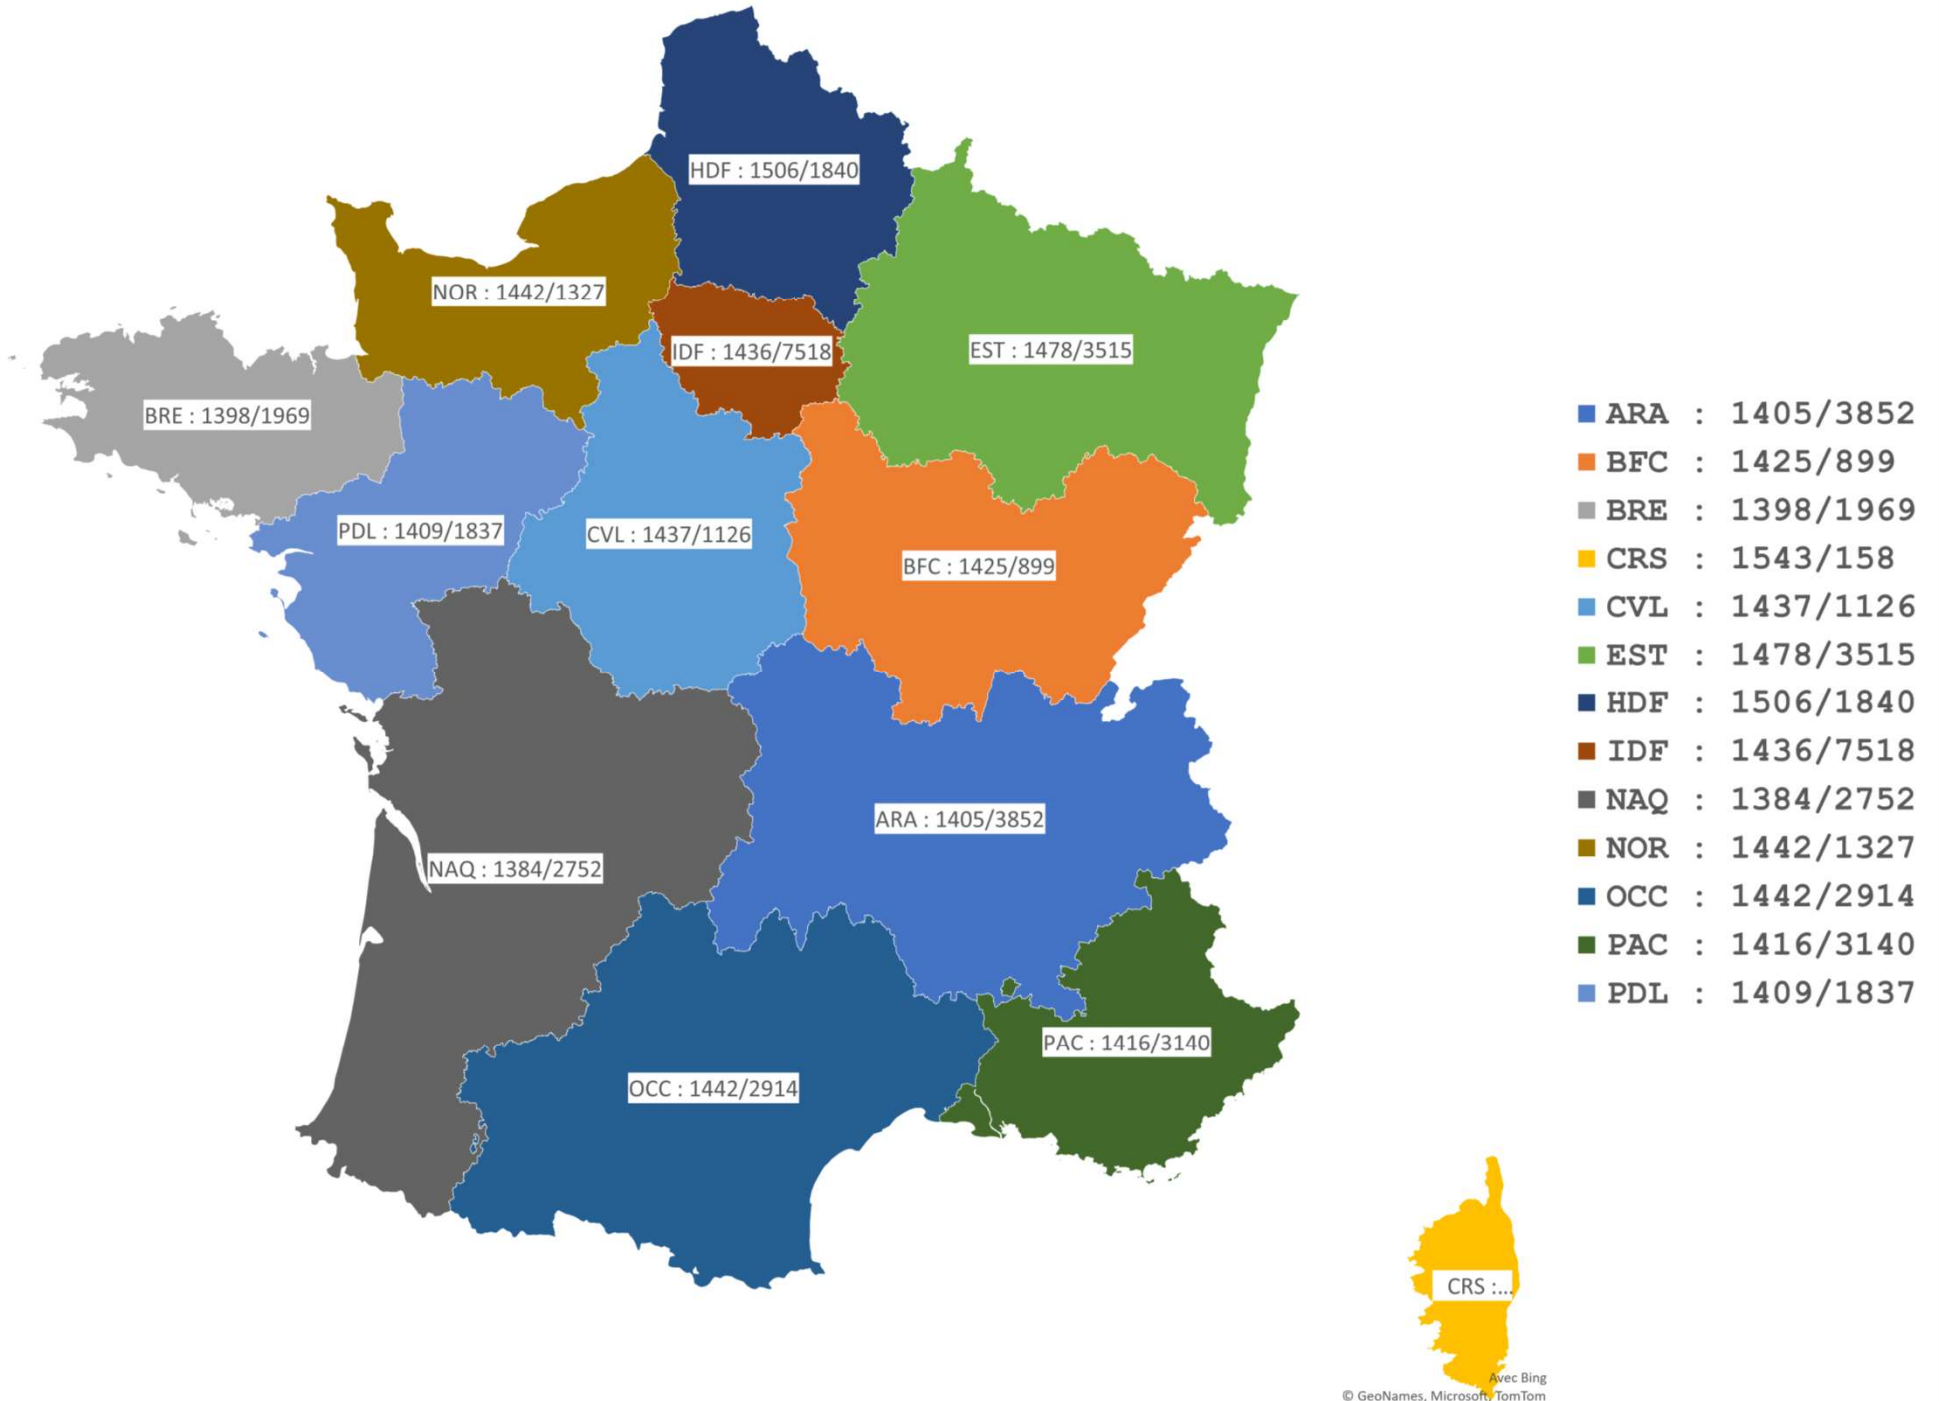 HDF : 1506/1840
NOR : 1442/1327
IDF : 1436/7518
EST : 1478/3515
BRE : 1398/1969
PDL : 1409/1837
CVL : 1437/1126
BFC : 1425/899
ARA : 1405/3852
NAQ : 1384/2752
PAC : 1416/3140
OCC : 1442/2914
CRS :...
ARA : 1405/3852
BFC : 1425/899
BRE : 1398/1969
CRS : 1543/158
CVL : 1437/1126
EST : 1478/3515
HDF : 1506/1840
IDF : 1436/7518
NAQ : 1384/2752
NOR : 1442/1327
OCC : 1442/2914
PAC : 1416/3140
PDL : 1409/1837
Avec Bing
© GeoNames, Microsoft, TomTom